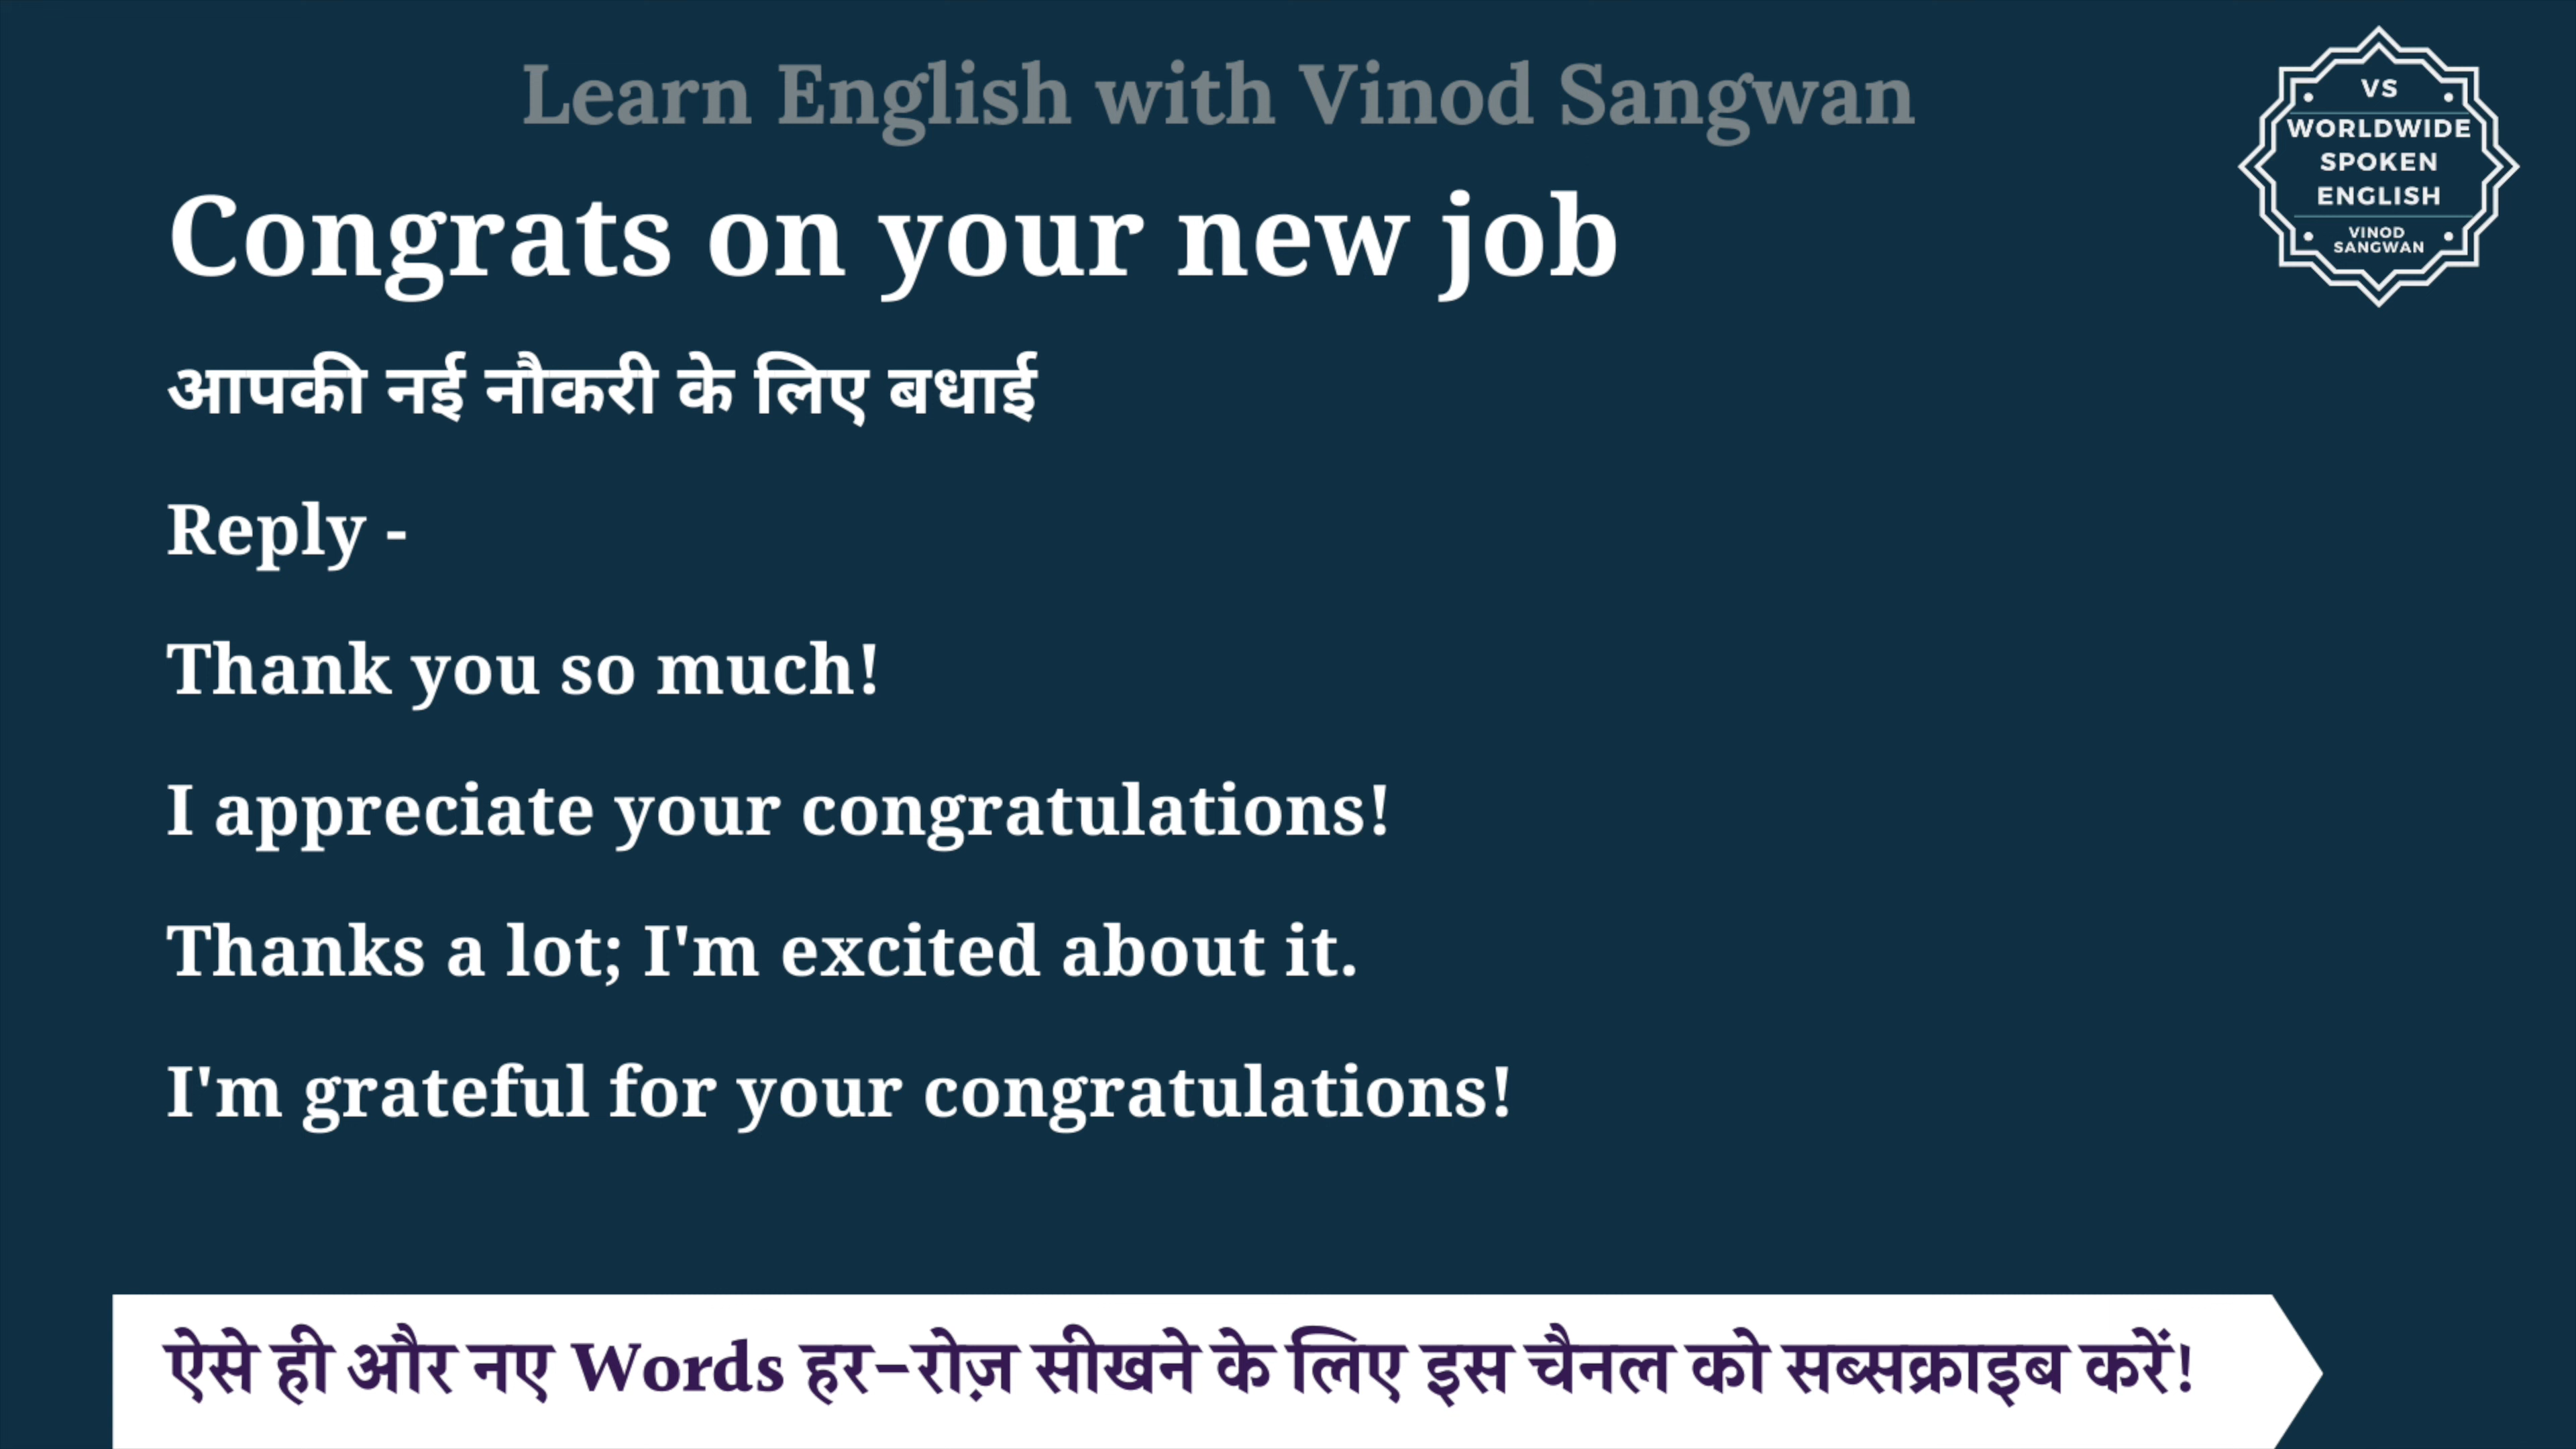 Learn English with Vinod Sangwan
VS
WORLDWIDE
SPOKEN
ENGLISH
VINOD
SANGWAN
Congrats on your new job
आपकी नई नौकरी के लिए बधाई
Reply -
Thank you so much!
I appreciate your congratulations!
Thanks a lot; I'm excited about it.
I'm grateful for your congratulations!
ऐसे ही और नए Words हर-रोज़ सीखने के लिए इस चैनल को सब्सक्राइब करें!